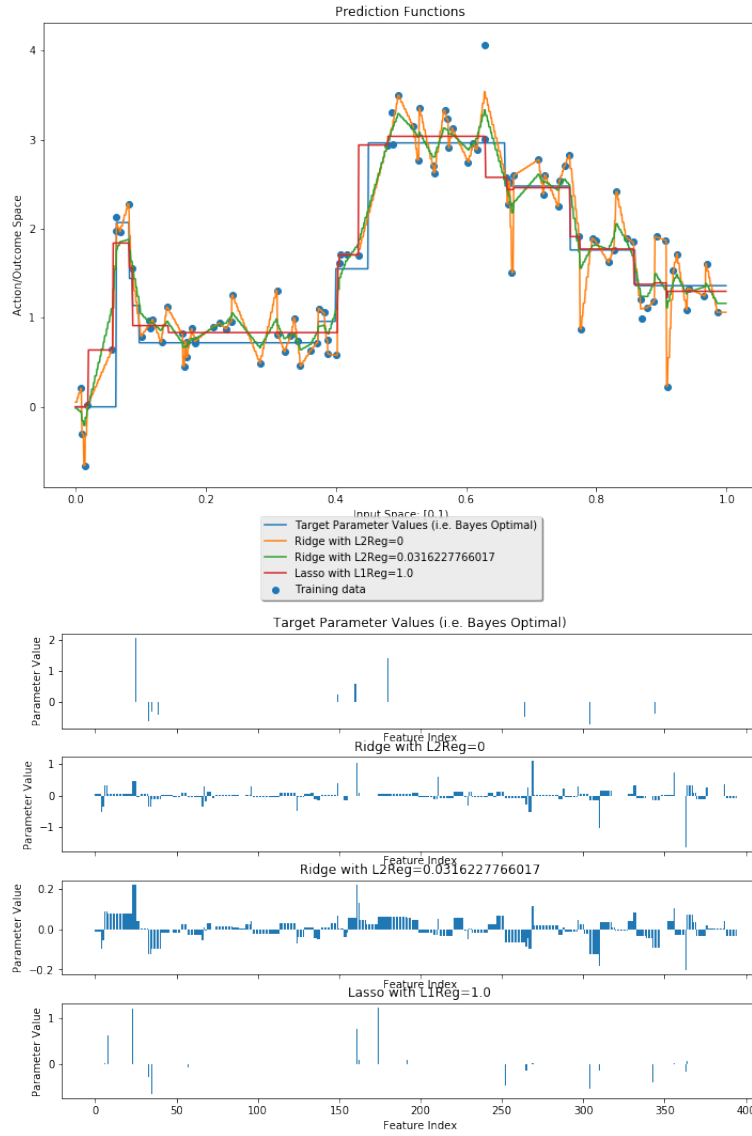 Prediction Functions
Action/Outcome Space
4
3
2
1
0
0.0 0.2 0.4 0.6 0.8 1.0
Input Space: [0,1)
Target Parameter Values (i.e. Bayes Optimal)
Ridge with L2Reg=0
Ridge with L2Reg=0.0316227766017
Lasso with L1Reg=1.0
Training data
Target Parameter Values (i.e. Bayes Optimal)
Parameter Value
2
1
0
Feature Index
Ridge with L2Reg=0
Parameter Value
1
0
−1
Feature Index
Ridge with L2Reg=0.0316227766017
Parameter Value
0.2
0.0
−0.2
Feature Index
Lasso with L1Reg=1.0
Parameter Value
1
0
0 50 100 150 200 250 300 350 400
Feature Index